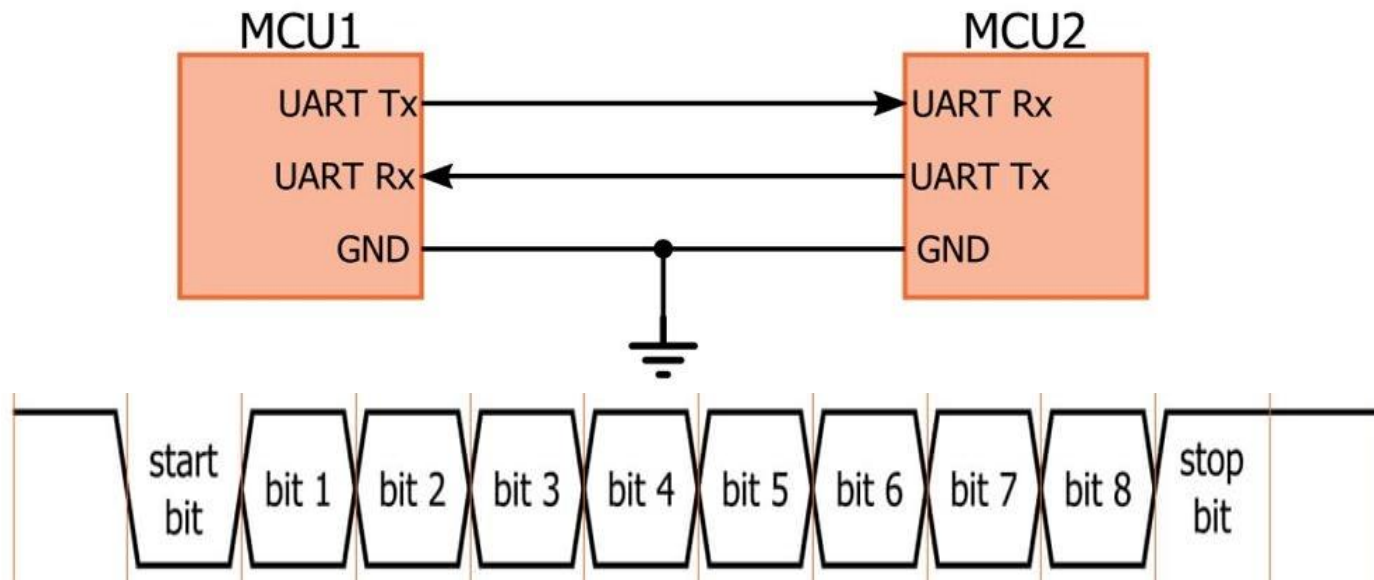 MCU1
MCU2
UART Tx
UART Rx
UART Rx
UART Tx
GND
GND
start
bit
bit 1
bit 2
bit 3
bit 4
bit 5
bit 6
bit 7
bit 8
stop
bit